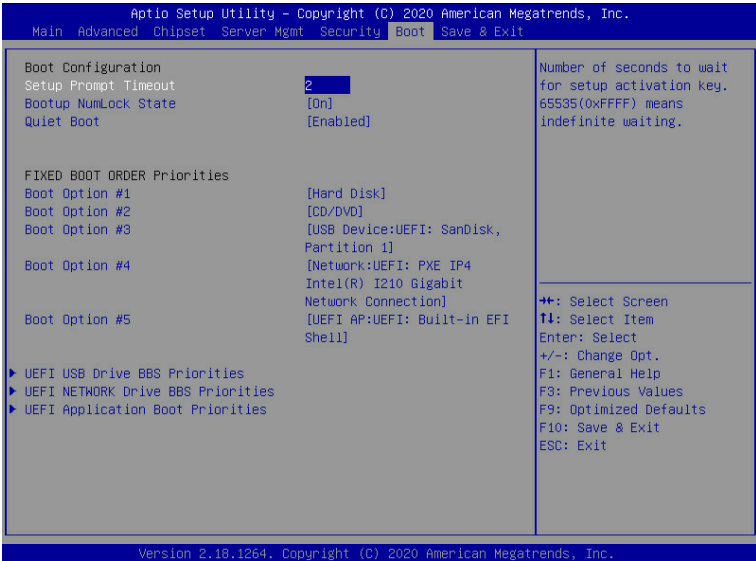 Aptio Setup Utility – Copyright (C) 2020 American Megatrends, Inc.
Main Advanced Chipset Server Mgmt Security Boot Save & Exit
Boot Configuration
Setup Prompt Timeout 2
Bootup NumLock State [On]
Quiet Boot [Enabled]
FIXED BOOT ORDER Priorities
Boot Option #1 [Hard Disk]
Boot Option #2 [CD/DVD]
Boot Option #3 [USB Device:UEFI: SanDisk,
Partition 1]
Boot Option #4 [Network:UEFI: PXE IP4
Intel(R) I210 Gigabit
Network Connection]
Boot Option #5 [UEFI AP:UEFI: Built-in EFI
Shell]
UEFI USB Drive BBS Priorities
UEFI NETWORK Drive BBS Priorities
UEFI Application Boot Priorities
Number of seconds to wait
for setup activation key.
65535(0xFFFF) means
indefinite waiting.
→←: Select Screen
↑↓: Select Item
Enter: Select
+/-: Change Opt.
F1: General Help
F3: Previous Values
F9: Optimized Defaults
F10: Save & Exit
ESC: Exit
Version 2.18.1264. Copyright (C) 2020 American Megatrends, Inc.